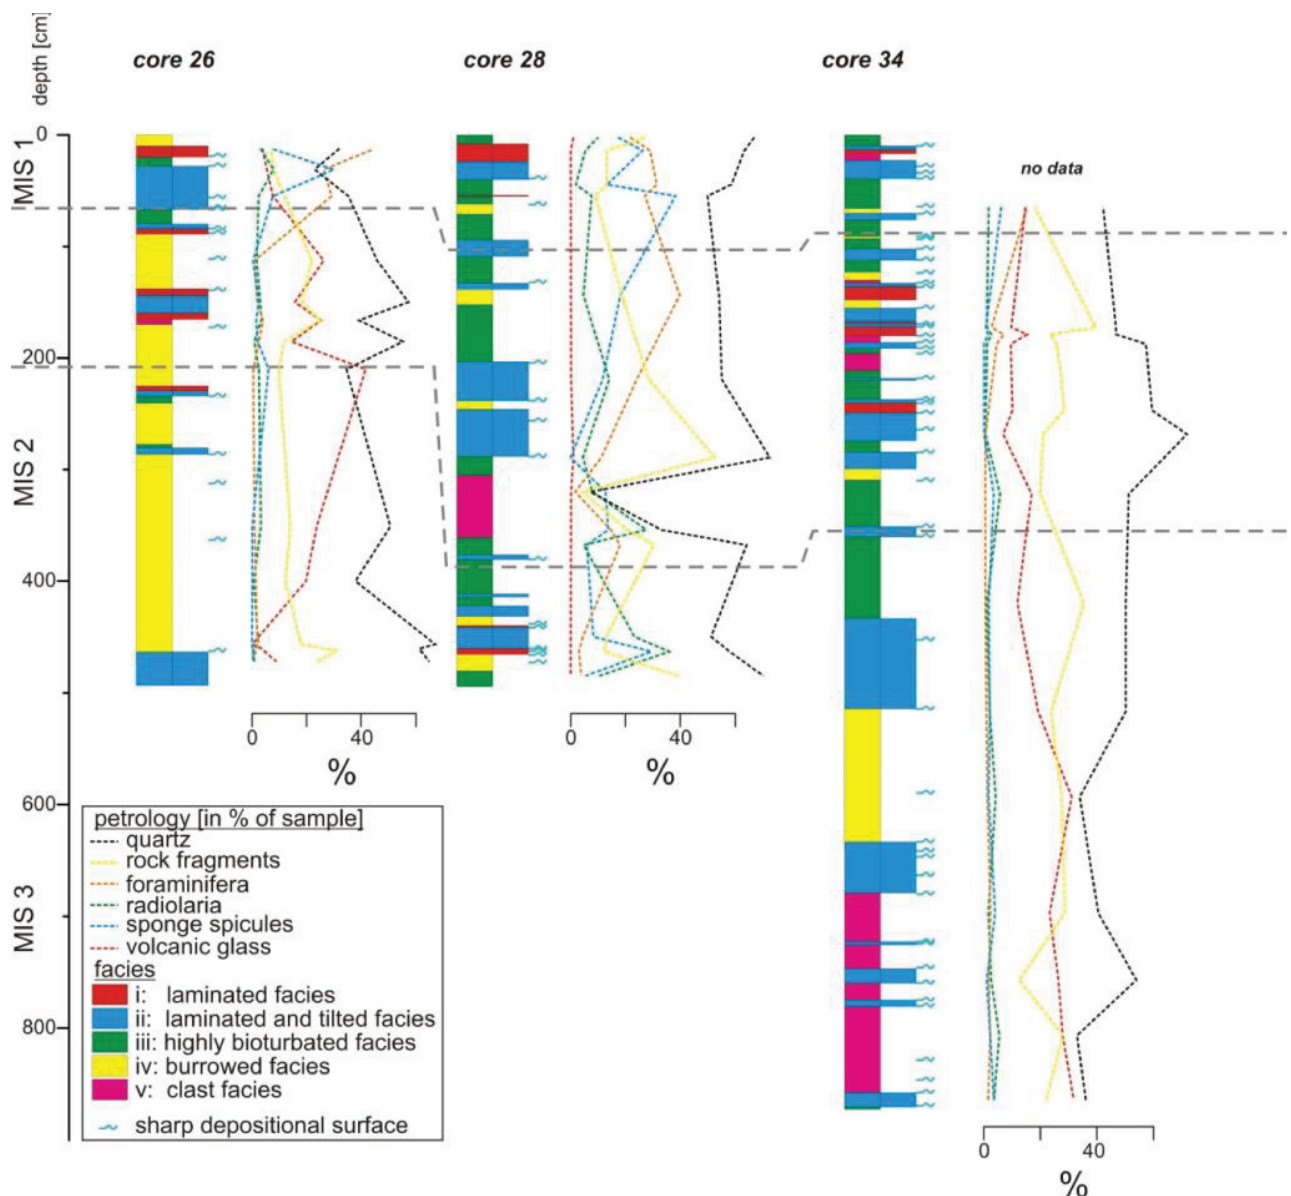 depth [cm]
core 26
core 28
core 34
0
200
400
600
800
MIS 1
MIS 2
MIS 3
no data
0
40
%
0
40
%
0
40
%
petrology [in % of sample]
quartz
rock fragments
foraminifera
radiolaria
sponge spicules
volcanic glass
facies
i: laminated facies
ii: laminated and tilted facies
iii: highly bioturbated facies
iv: burrowed facies
v: clast facies
sharp depositional surface